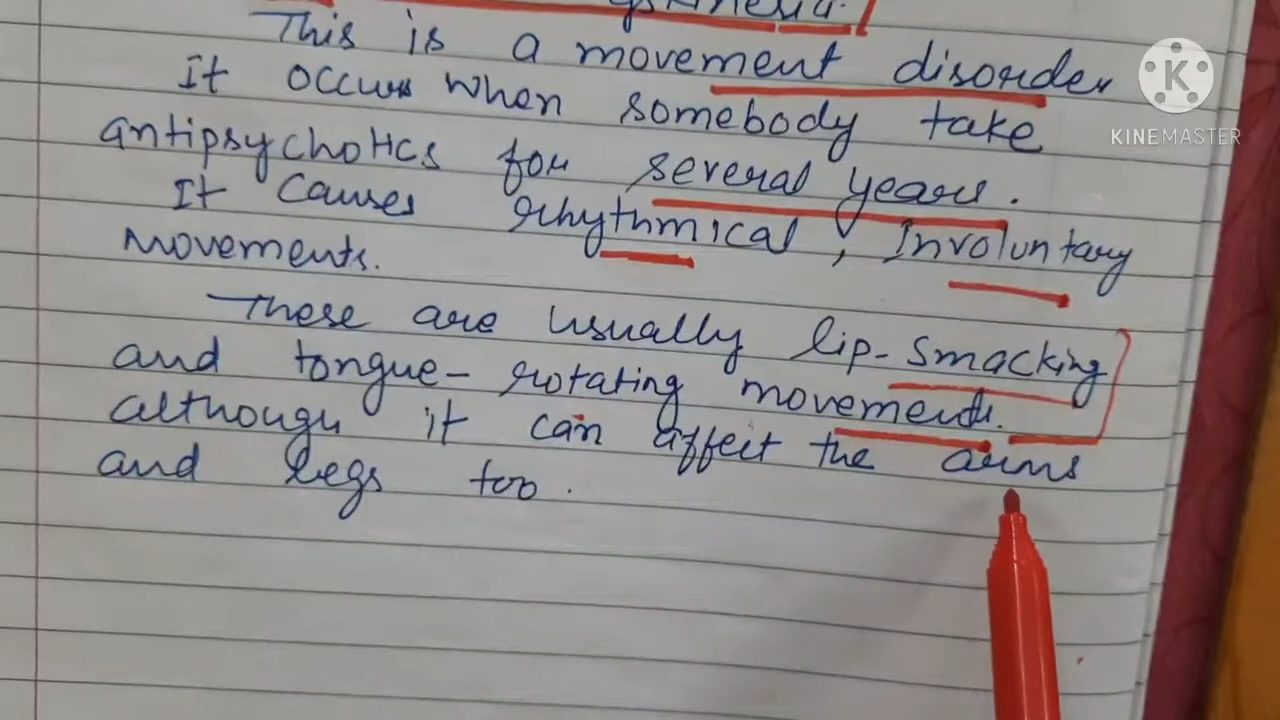 This is a movement disorder
It occurs when somebody take
antipsychotics for several years.
It causes rhythmical, Involuntary
movements.
These are usually lip-smacking
and tongue-rotating movements.
although it can affect the arms
and legs too.
K
KINEMASTER